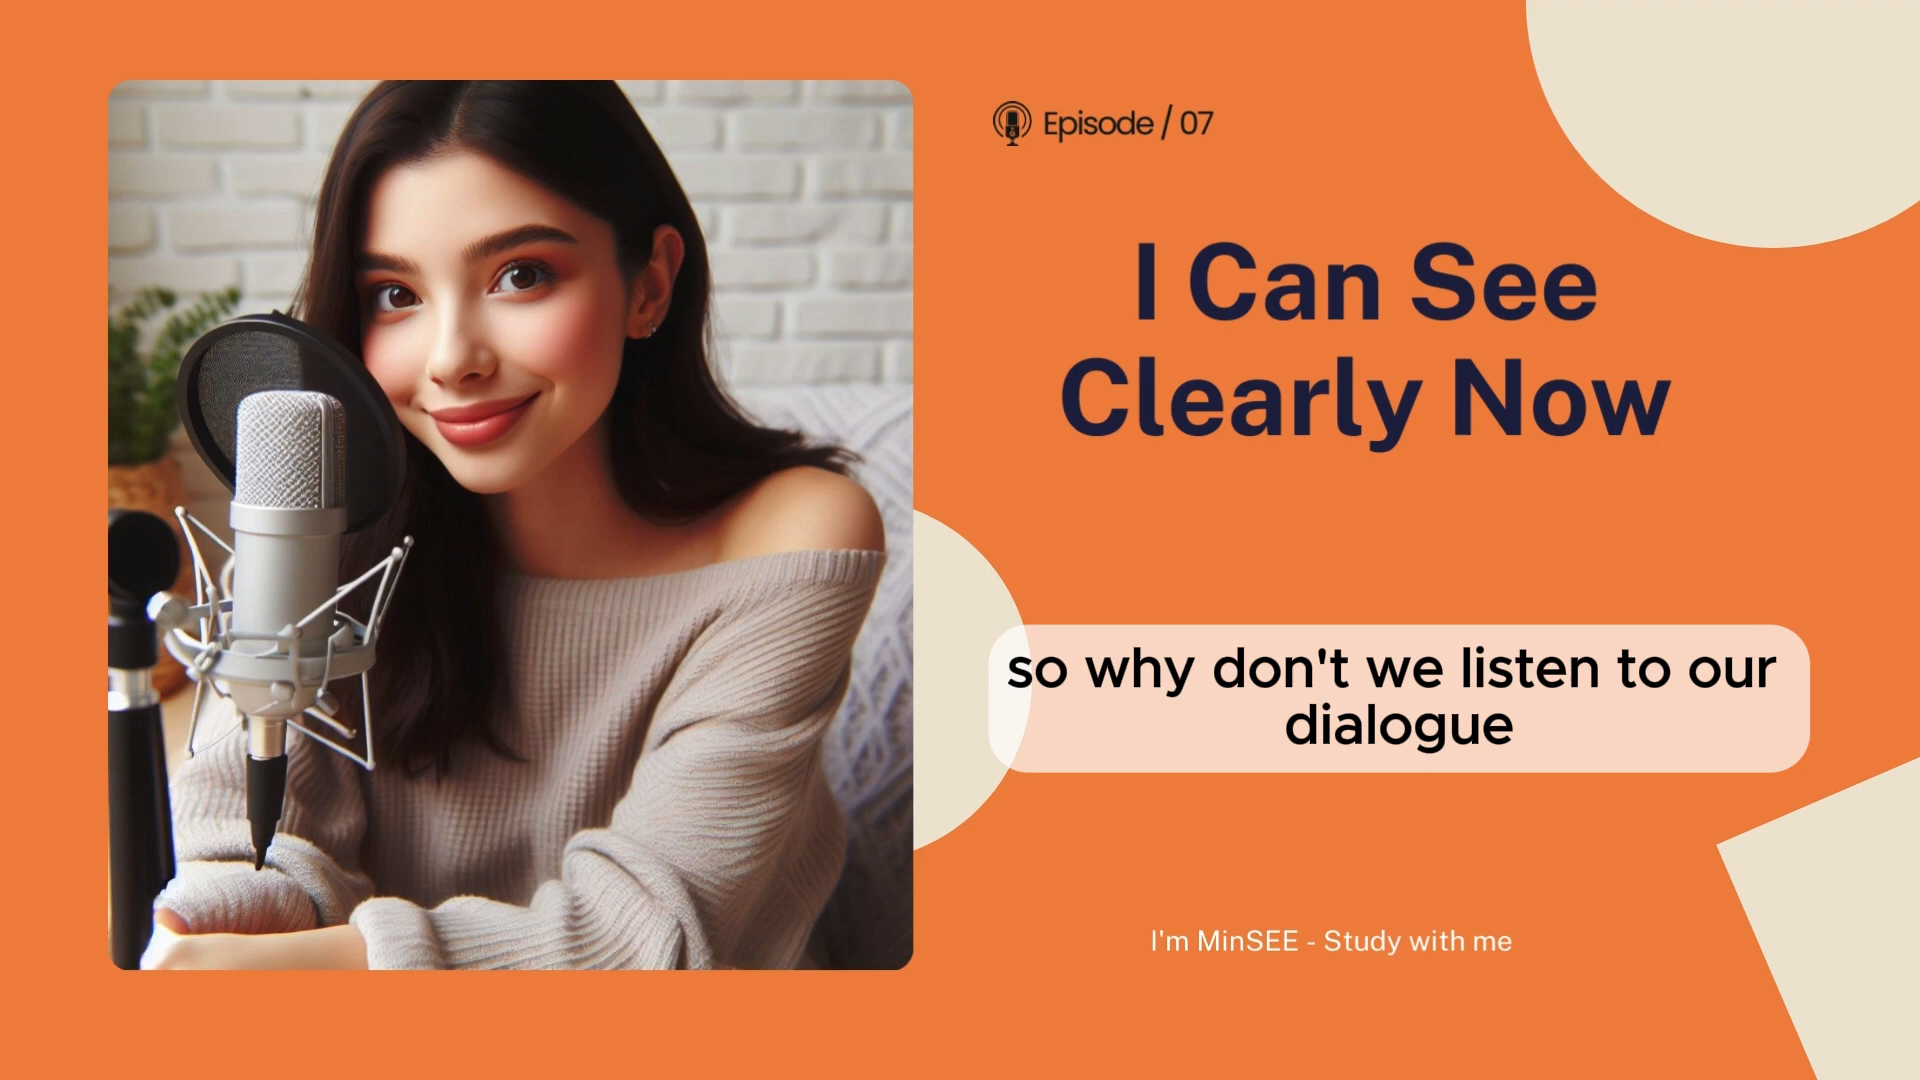 Episode / 07
I Can See
Clearly Now
so why don't we listen to our
dialogue
I'm MinSEE - Study with me